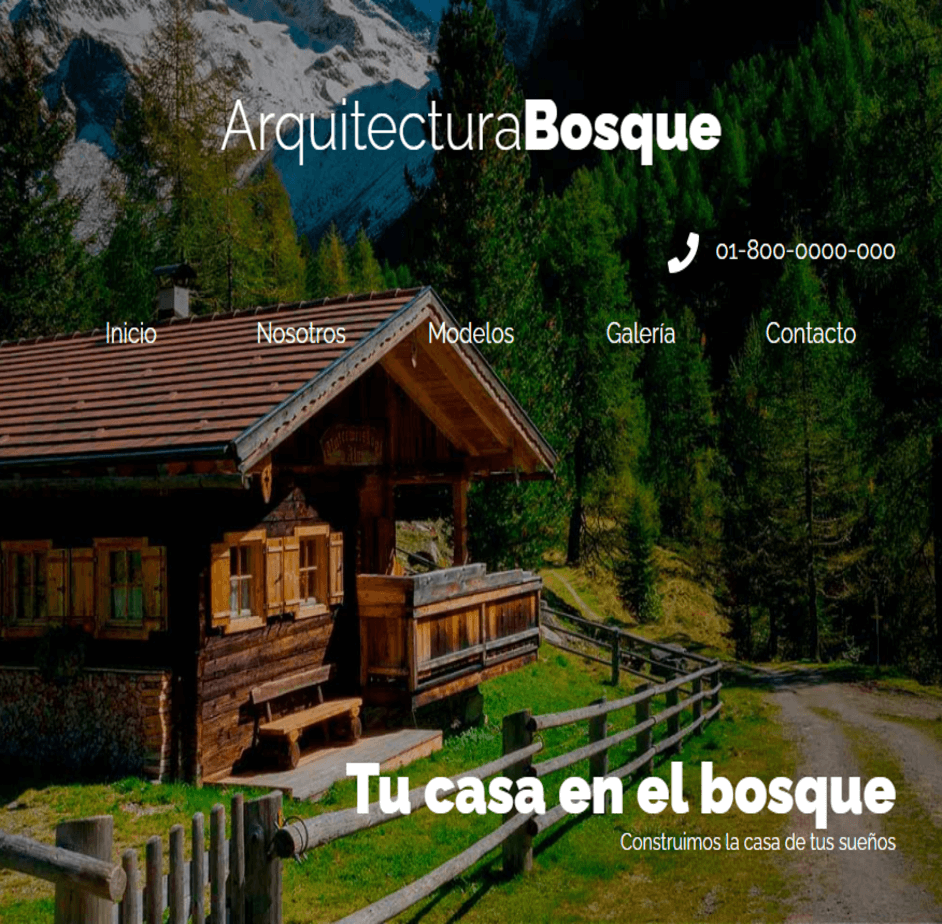 ArquitecturaBosque
01-800-0000-000
Inicio Nosotros Modelos Galería Contacto
Tu casa en el bosque
Construimos la casa de tus sueños